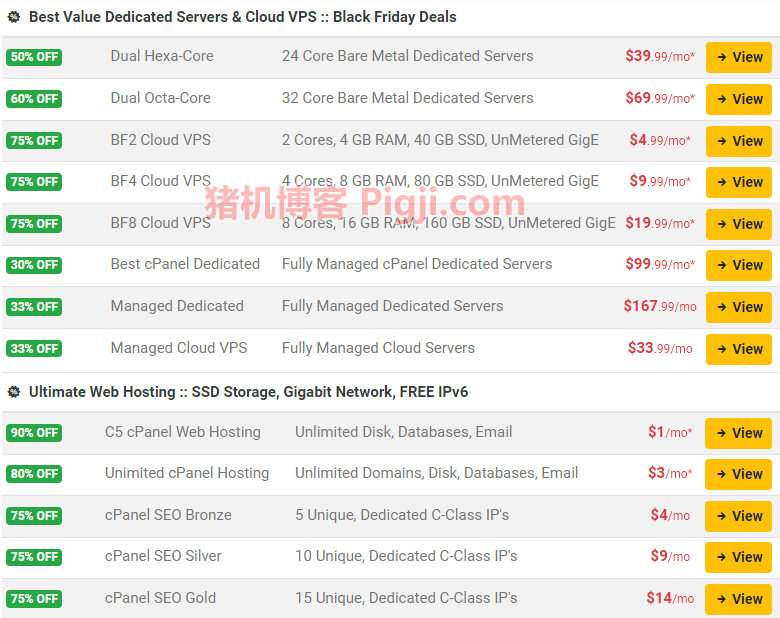 Best Value Dedicated Servers & Cloud VPS :: Black Friday Deals
50% OFF Dual Hexa-Core 24 Core Bare Metal Dedicated Servers $39.99/mo* → View
60% OFF Dual Octa-Core 32 Core Bare Metal Dedicated Servers $69.99/mo* → View
75% OFF BF2 Cloud VPS 2 Cores, 4 GB RAM, 40 GB SSD, UnMetered GigE $4.99/mo* → View
75% OFF BF4 Cloud VPS 4 Cores, 8 GB RAM, 80 GB SSD, UnMetered GigE $9.99/mo* → View
猪机博客 Pigji.com
75% OFF BF8 Cloud VPS 8 Cores, 16 GB RAM, 160 GB SSD, UnMetered GigE $19.99/mo* → View
30% OFF Best cPanel Dedicated Fully Managed cPanel Dedicated Servers $99.99/mo* → View
33% OFF Managed Dedicated Fully Managed Dedicated Servers $167.99/mo → View
33% OFF Managed Cloud VPS Fully Managed Cloud Servers $33.99/mo → View
Ultimate Web Hosting :: SSD Storage, Gigabit Network, FREE IPv6
90% OFF C5 cPanel Web Hosting Unlimited Disk, Databases, Email $1/mo* → View
80% OFF Unimited cPanel Hosting Unlimited Domains, Disk, Databases, Email $3/mo* → View
75% OFF cPanel SEO Bronze 5 Unique, Dedicated C-Class IP's $4/mo → View
75% OFF cPanel SEO Silver 10 Unique, Dedicated C-Class IP's $9/mo → View
75% OFF cPanel SEO Gold 15 Unique, Dedicated C-Class IP's $14/mo → View